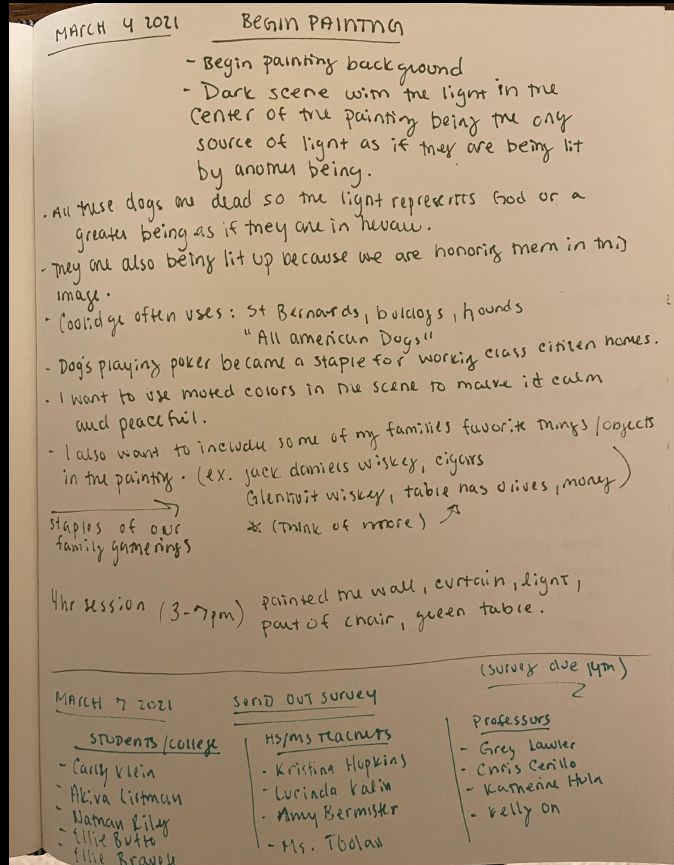 MARCH 4 2021
BEGIN PAINTING
- Begin painting background
- Dark scene with the light in the
center of the painting being the only
source of light as if they are being lit
by another being.
- All these dogs are dead so the light represents God or a
greater being as if they are in heven.
- They are also being lit up because we are honoring them in this
image.
- Coolidge often uses: St Bernards, buldogs, hounds
"All american Dogs"
- Dog's playing poker became a staple for working class citizen homes.
- I want to use muted colors in the scene to make it calm
and peaceful.
- I also want to include some of my families favorite things/objects
in the painting. (ex. jack daniels wiskey, cigars
Glenlivit wiskey, table has olives, money)
* (think of more)
staples of our
family gatherings
4hr session (3-7pm)
painted the wall, curtain, light,
part of chair, green table.
(survey due 14th)
MARCH 7 2021
SEND OUT SURVEY
STUDENTS/college
- Carly Klein
- Akiva Listman
- Nathan Riley
- Ellie Butto
- Ellie
HS/MS Teachers
- Kristina Hopkins
- Lucinda
- Amy Bermister
- Ms.
Professors
- Greg Lawler
- Chris Cerillo
- Katherine
- Kelly